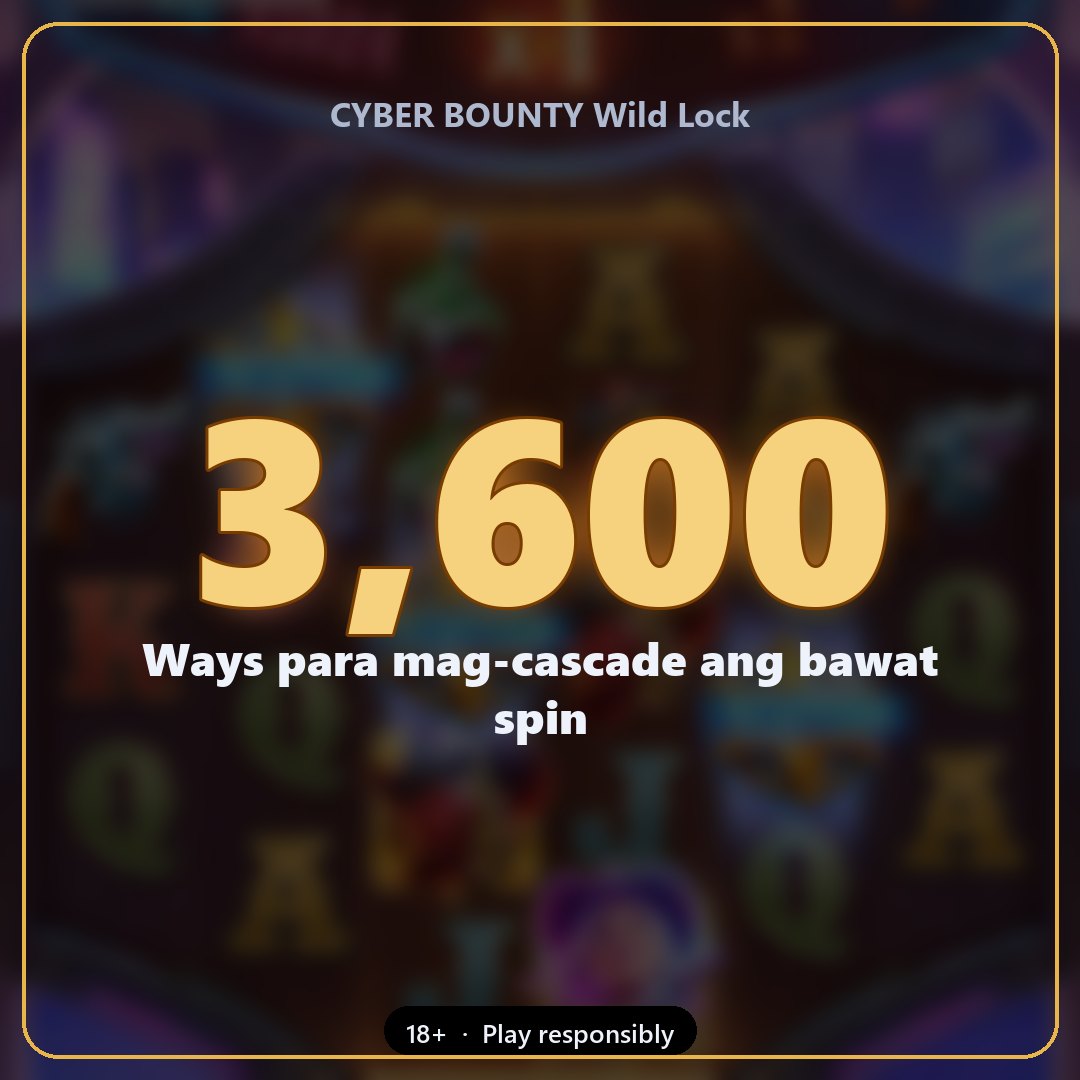 CYBER BOUNTY Wild Lock
3,600
Ways para mag-cascade ang bawat
spin
18+ · Play responsibly